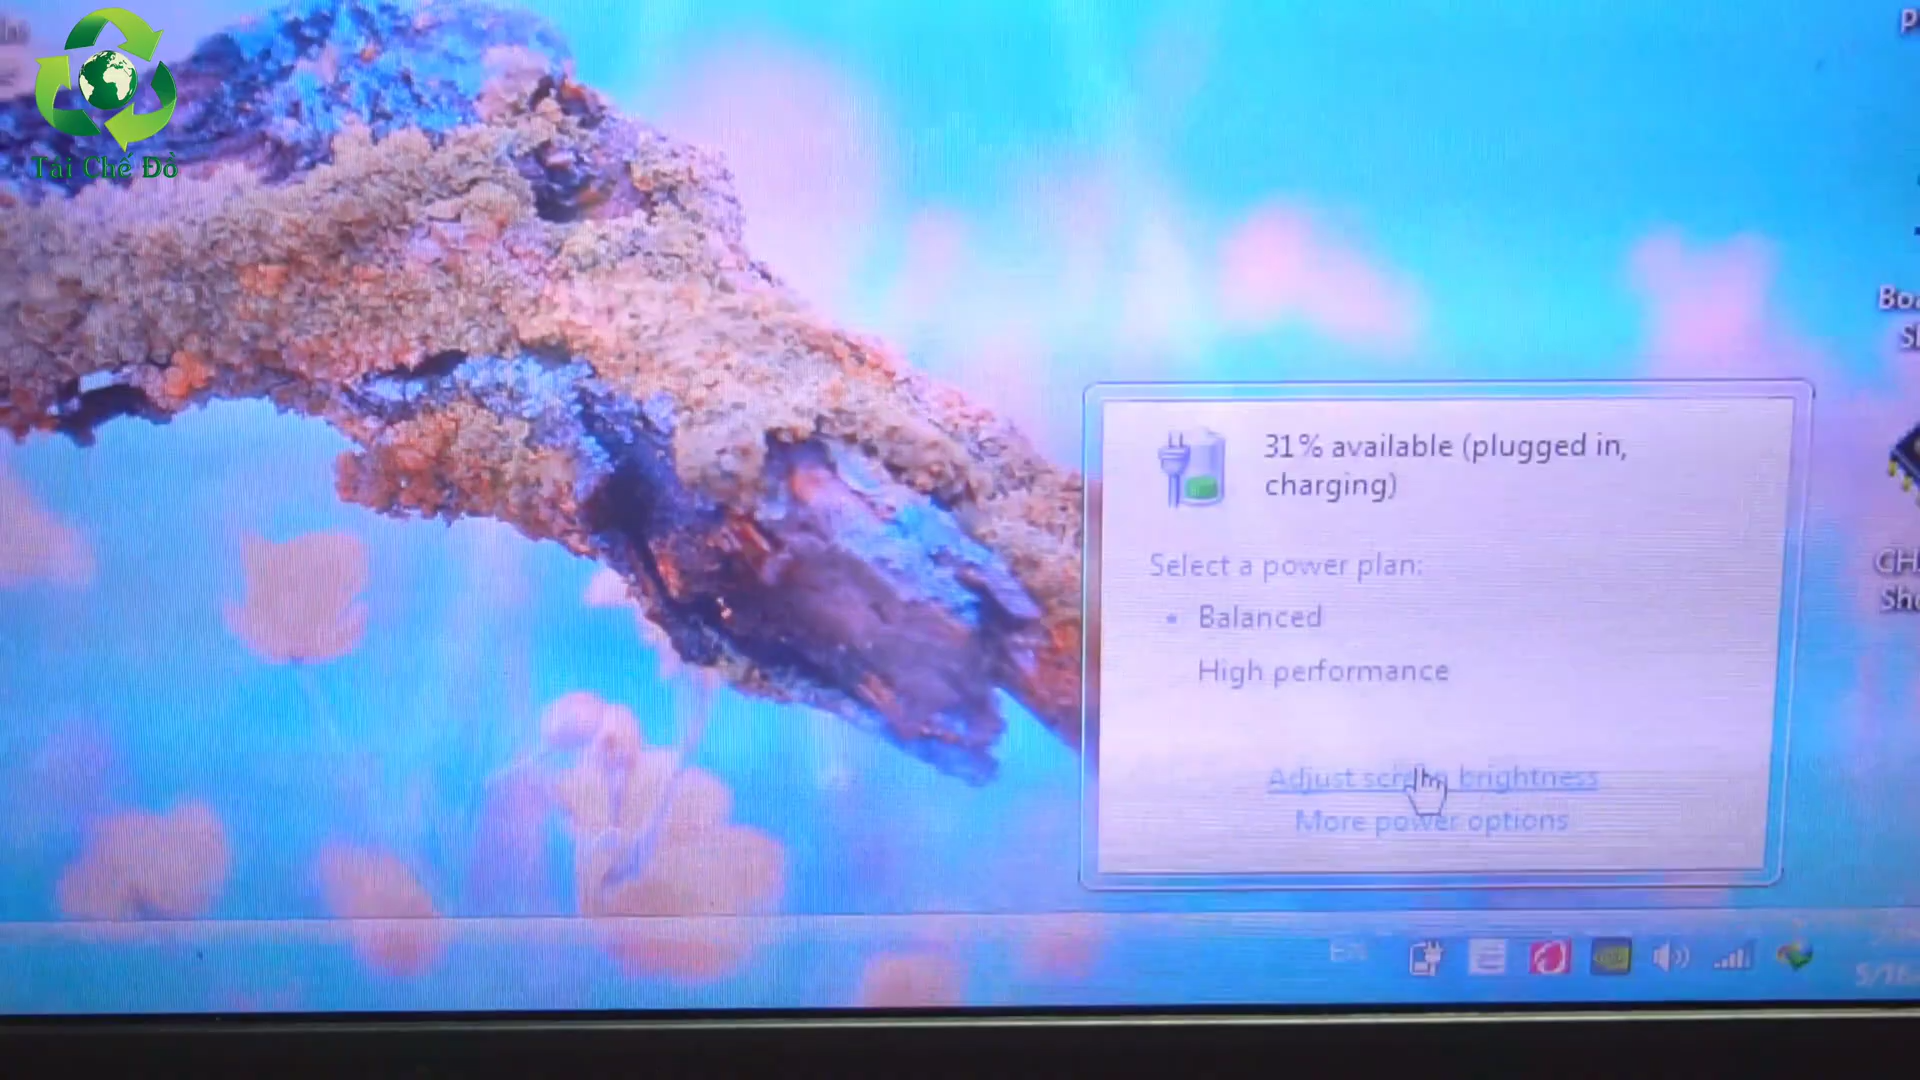 Tái Chế Đồ
31% available (plugged in,
charging)
Select a power plan:
Balanced
High performance
Adjust screen brightness
More power options
EN